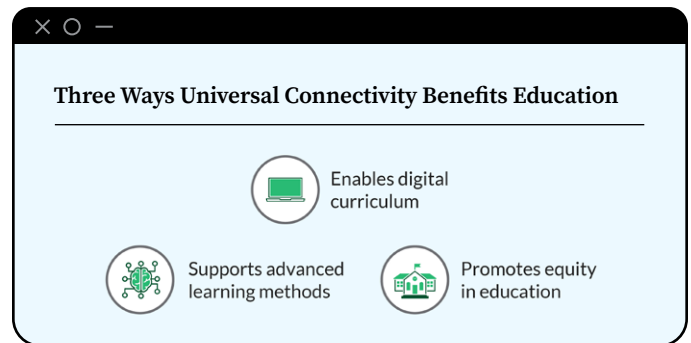 Three Ways Universal Connectivity Benefits Education
Enables digital
curriculum
Supports advanced
learning methods
Promotes equity
in education